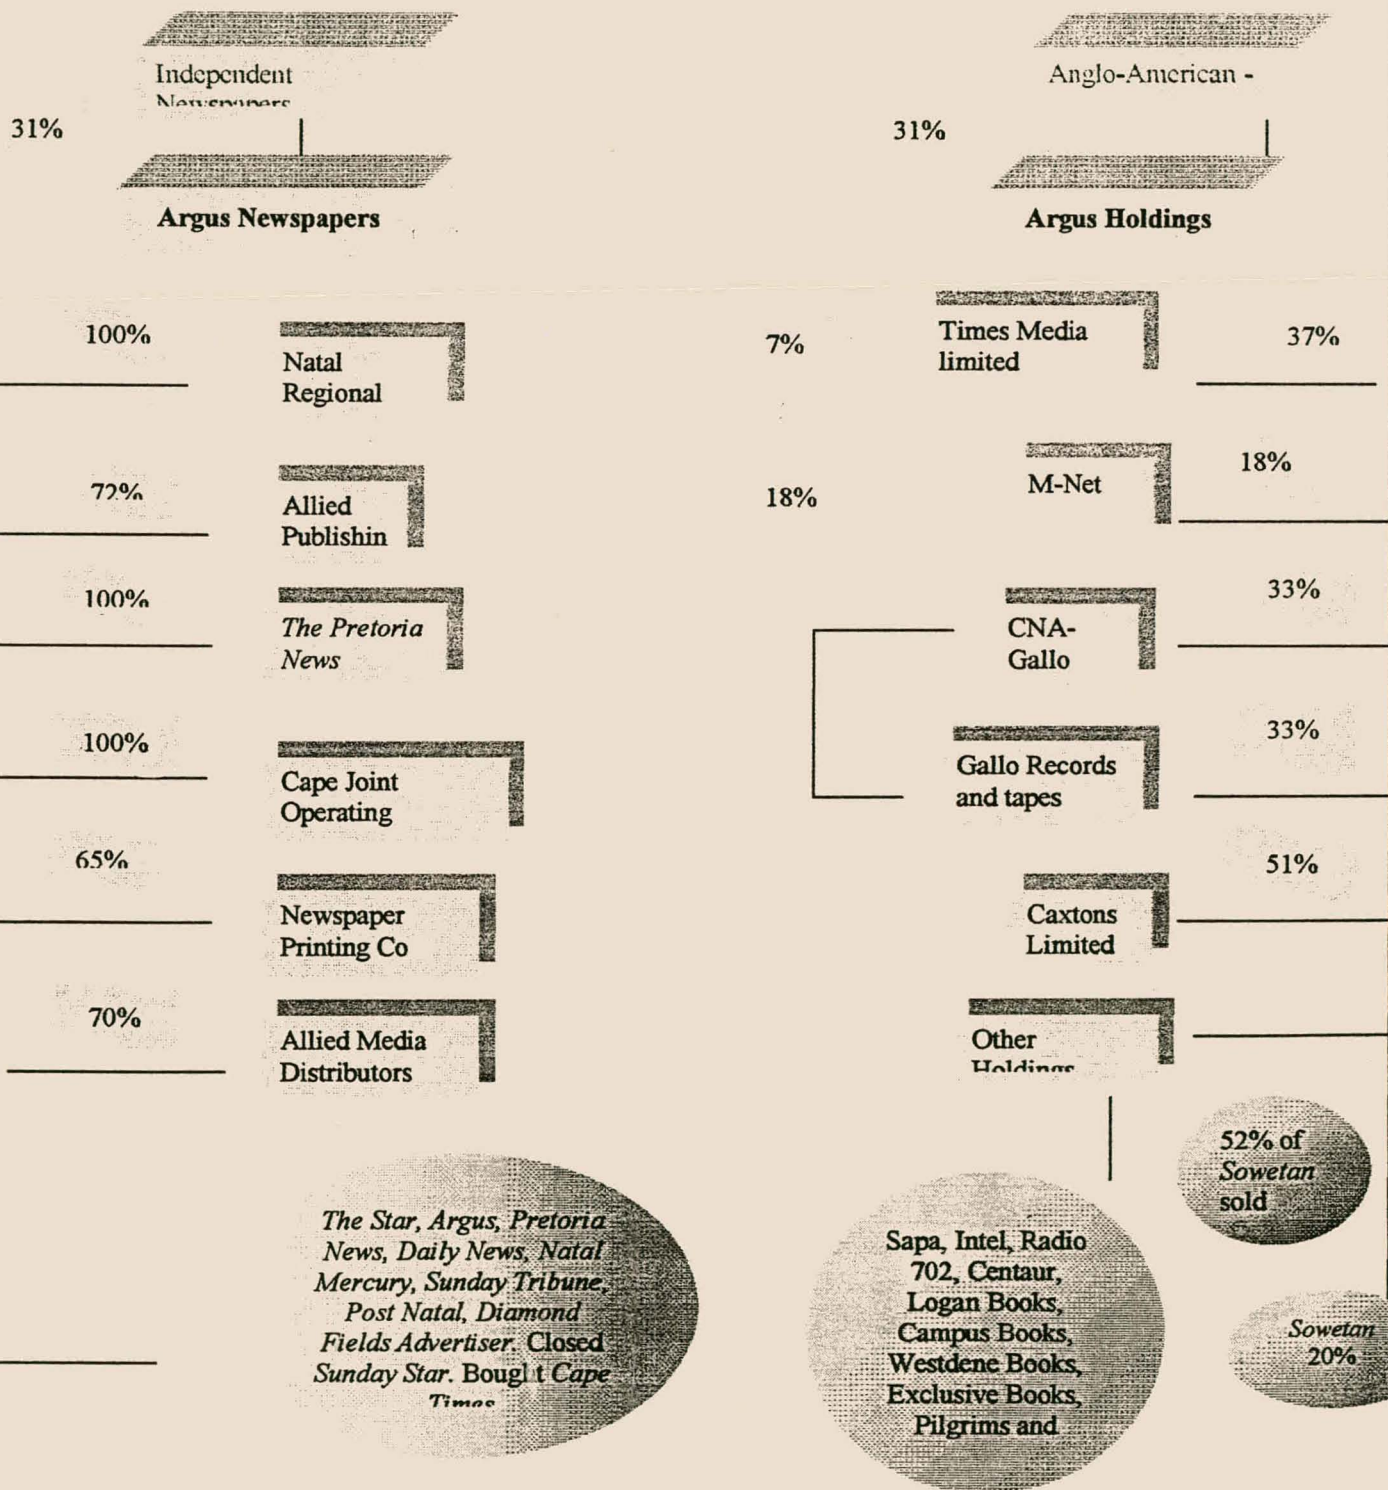 Independent
Newspapers
31%
Argus Newspapers
100%
Natal
Regional
72%
Allied
Publishin
100%
The Pretoria
News
100%
Cape Joint
Operating
65%
Newspaper
Printing Co
70%
Allied Media
Distributors
The Star, Argus, Pretoria
News, Daily News, Natal
Mercury, Sunday Tribune,
Post Natal, Diamond
Fields Advertiser. Closed
Sunday Star. Bought Cape
Times
Anglo-American -
31%
Argus Holdings
7%
Times Media
limited
37%
18%
M-Net
18%
CNA-
Gallo
33%
Gallo Records
and tapes
33%
Caxtons
Limited
51%
Other
Holdings
52% of
Sowetan
sold
Sapa, Intel, Radio
702, Centaur,
Logan Books,
Campus Books,
Westdene Books,
Exclusive Books,
Pilgrims and
Sowetan
20%